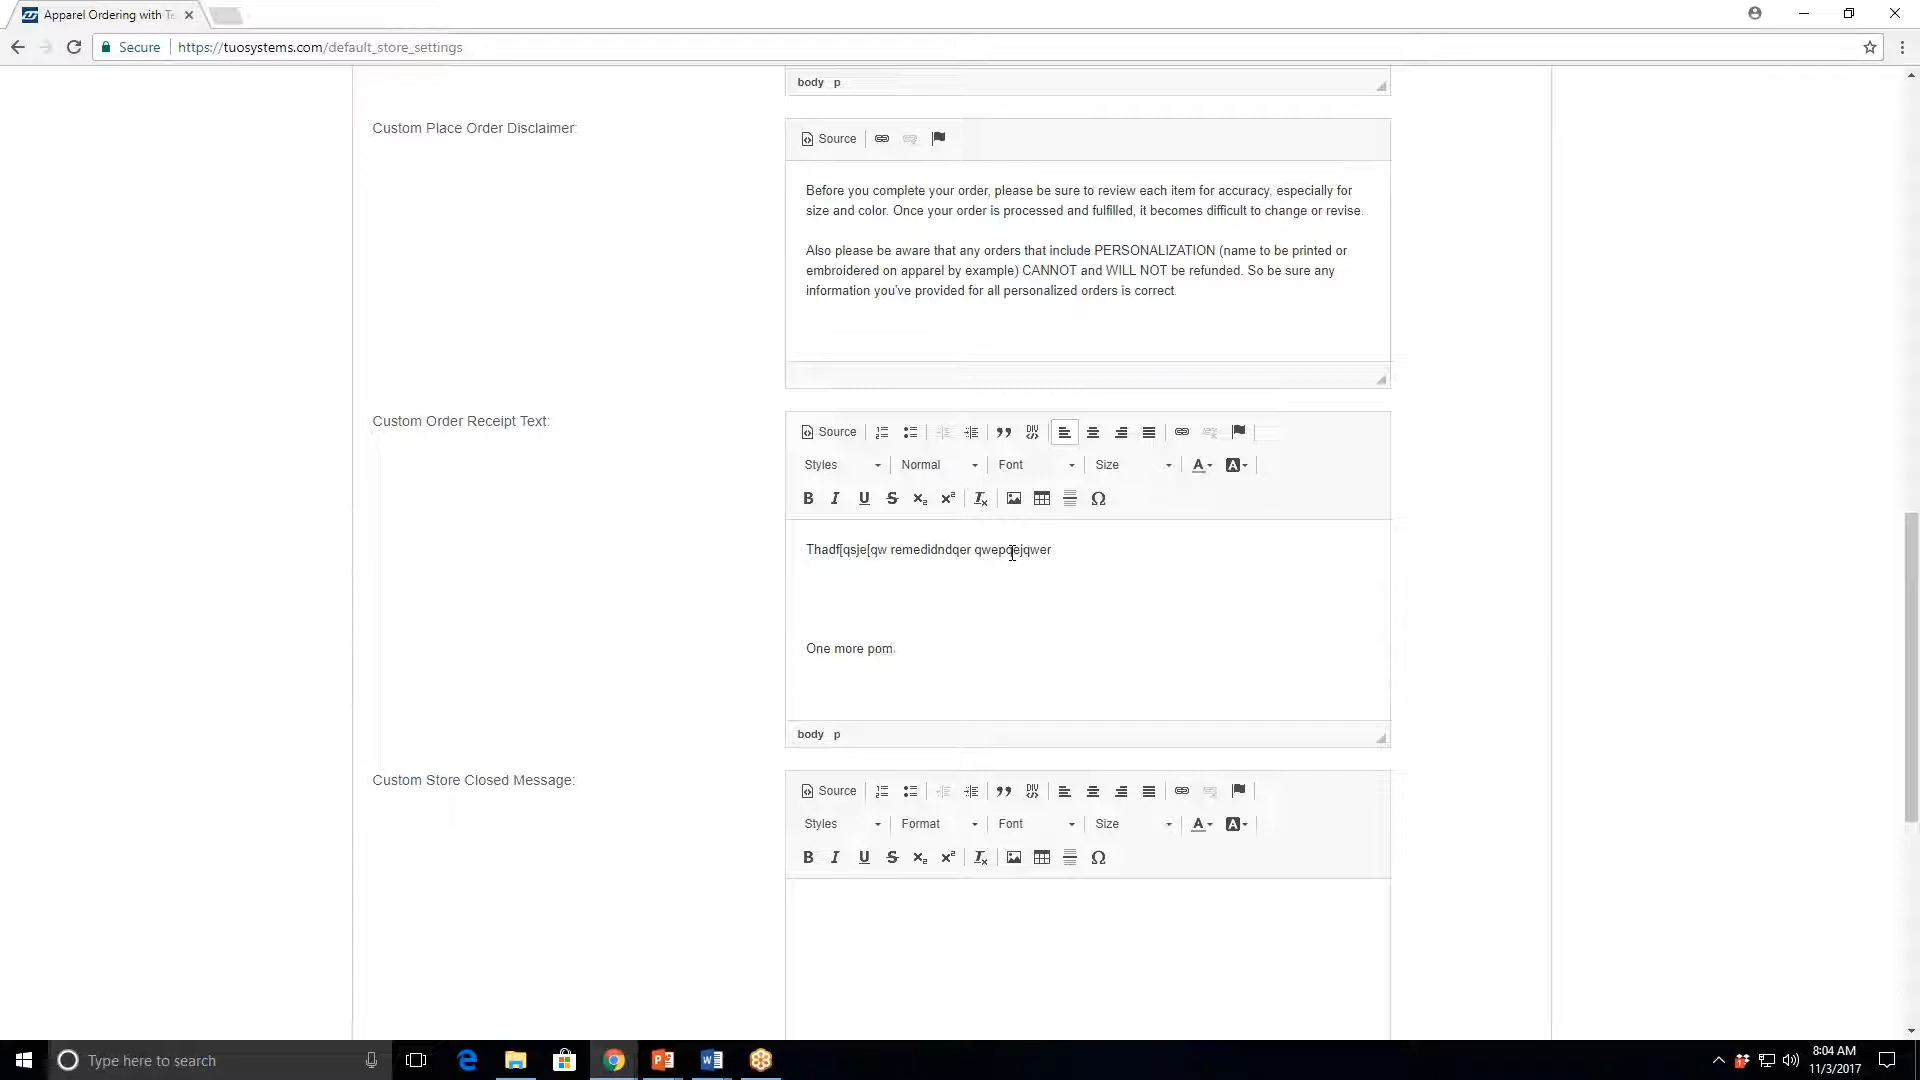 Apparel Ordering with Te
Secure https://tuosystems.com/default_store_settings
body p
Custom Place Order Disclaimer:
Source
Before you complete your order, please be sure to review each item for accuracy, especially for
size and color. Once your order is processed and fulfilled, it becomes difficult to change or revise.
Also please be aware that any orders that include PERSONALIZATION (name to be printed or
embroidered on apparel by example) CANNOT and WILL NOT be refunded. So be sure any
information you've provided for all personalized orders is correct.
Custom Order Receipt Text:
Source
Styles Normal Font Size A A
B I U S x₂ x² Tx Ω
Thadf[qsje[qw remedidndqer qwepqejqwer
One more pom
body p
Custom Store Closed Message:
Source
Styles Format Font Size A A
B I U S x₂ x² Tx Ω
Type here to search
8:04 AM
11/3/2017